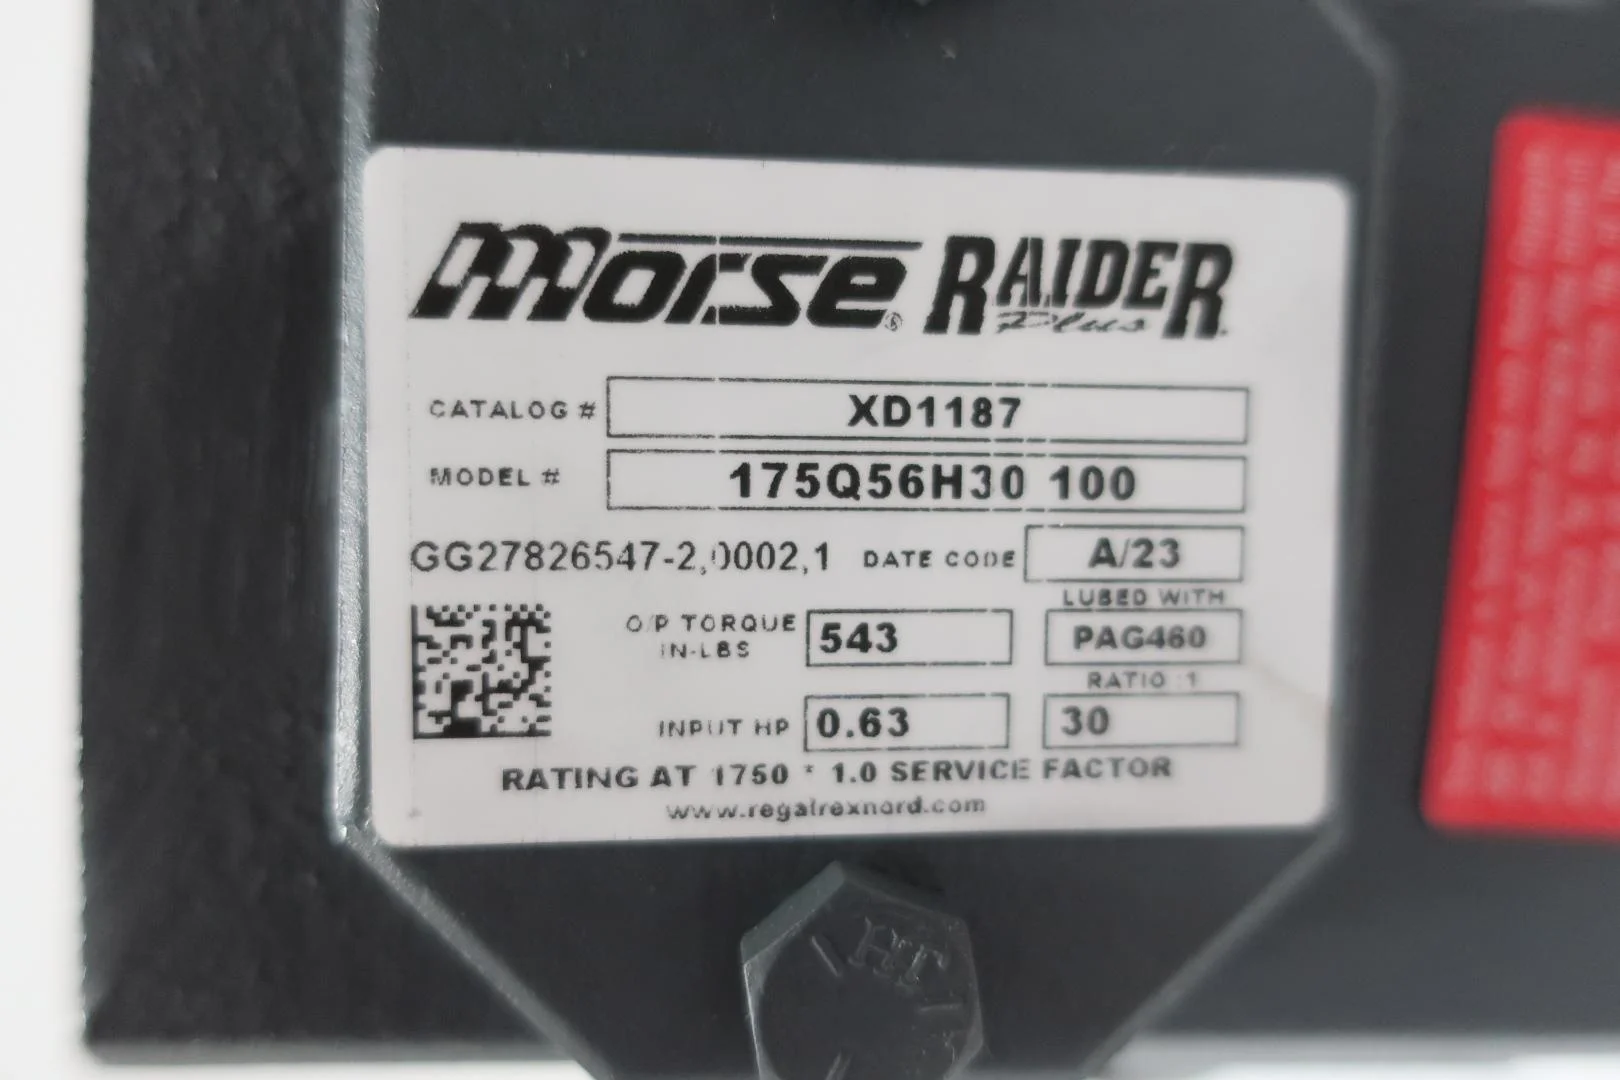 morse® RAIDER Plus
CATALOG # XD1187
MODEL # 175Q56H30 100
GG27826547-2,0002,1 DATE CODE A/23
LUBED WITH
O/P TORQUE IN-LBS 543 PAG460
RATIO :1
INPUT HP 0.63 30
RATING AT 1750 * 1.0 SERVICE FACTOR
www.regalrexnord.com
HT